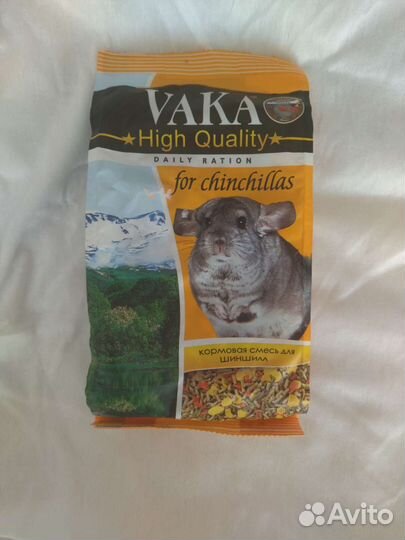 VAKA
★High Quality★
DAILY RATION
for chinchillas
кормовая смесь для
шиншилл
Avito